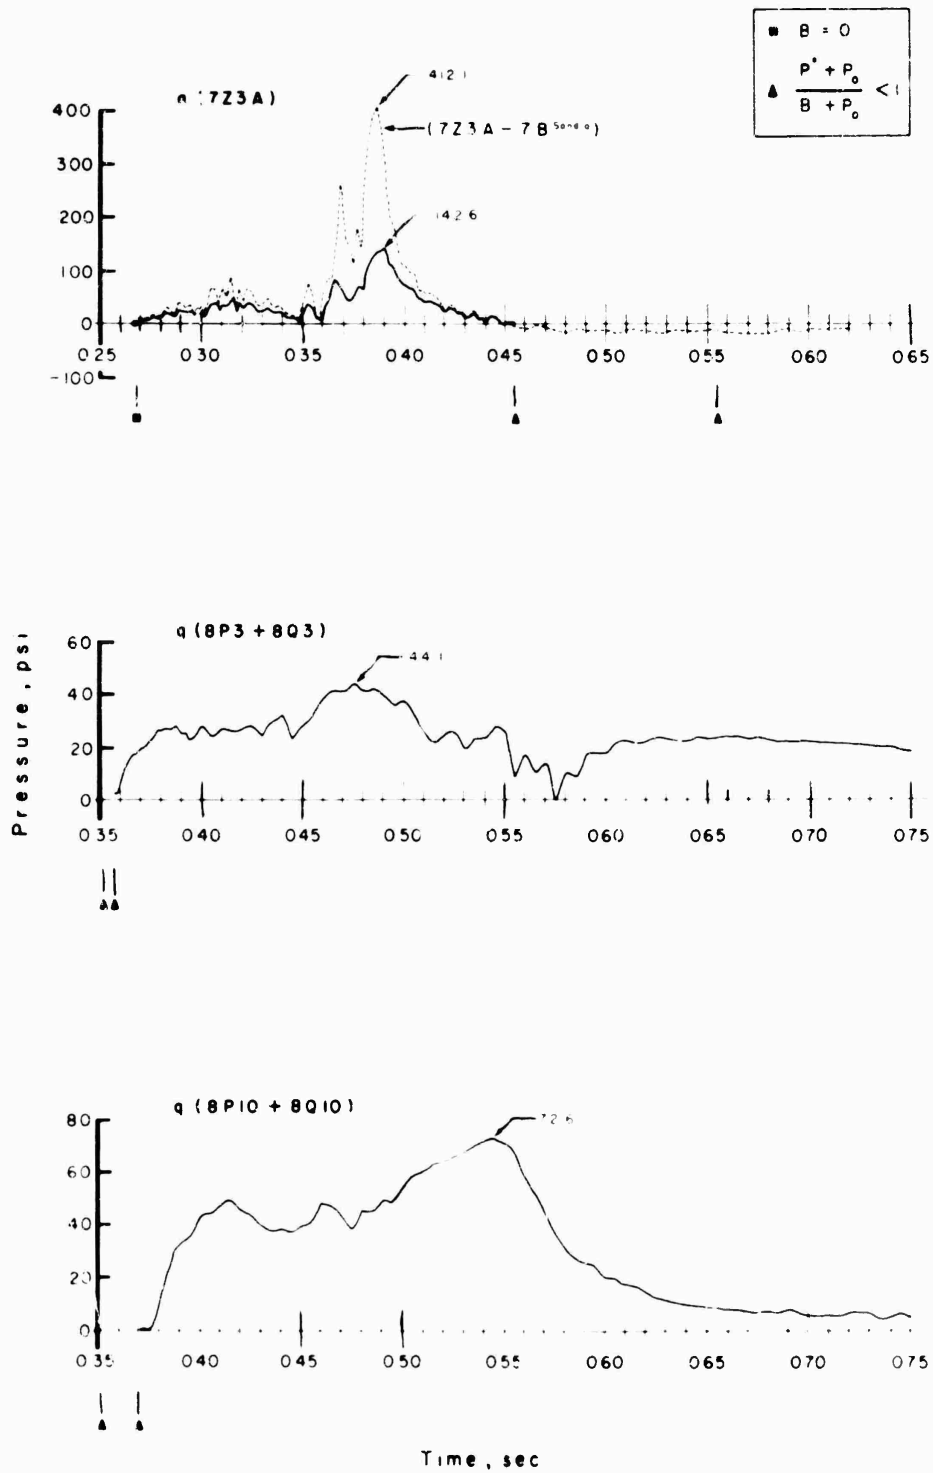 ■ B = 0
▲ P° + P₀ / B + P₀ < 1
(7Z3A)
412.1
(7Z3A - 7B Sandia)
142.6
400
300
200
100
0
-100
0.25 0.30 0.35 0.40 0.45 0.50 0.55 0.60 0.65
q (8P3 + 8Q3)
44.1
60
40
20
0
0.35 0.40 0.45 0.50 0.55 0.60 0.65 0.70 0.75
Pressure, psi
q (8P10 + 8Q10)
72.6
80
60
40
20
0
0.35 0.40 0.45 0.50 0.55 0.60 0.65 0.70 0.75
Time, sec